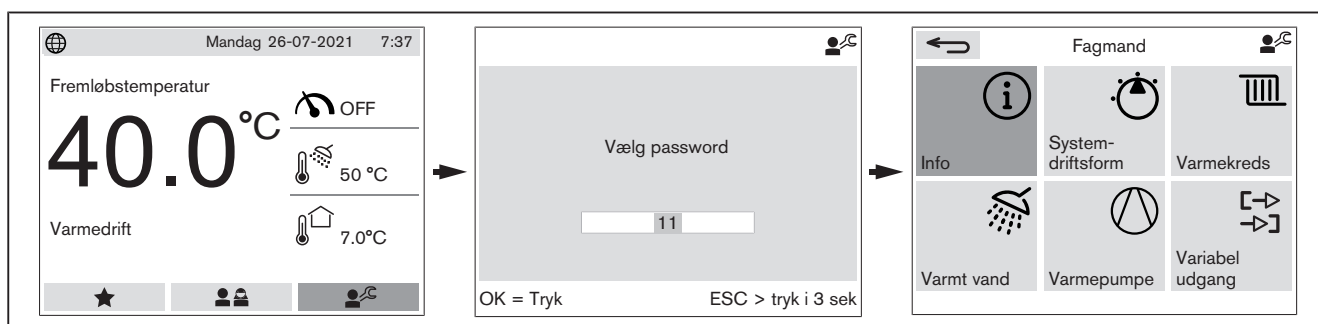 Mandag 26-07-2021 7:37
Fremløbstemperatur
40.0°C
Varmedrift
OFF
50 °C
7.0°C
Vælg password
11
OK = Tryk ESC > tryk i 3 sek
Fagmand
Info
System-
driftsform
Varmekreds
Varmt vand
Varmepumpe
Variabel
udgang